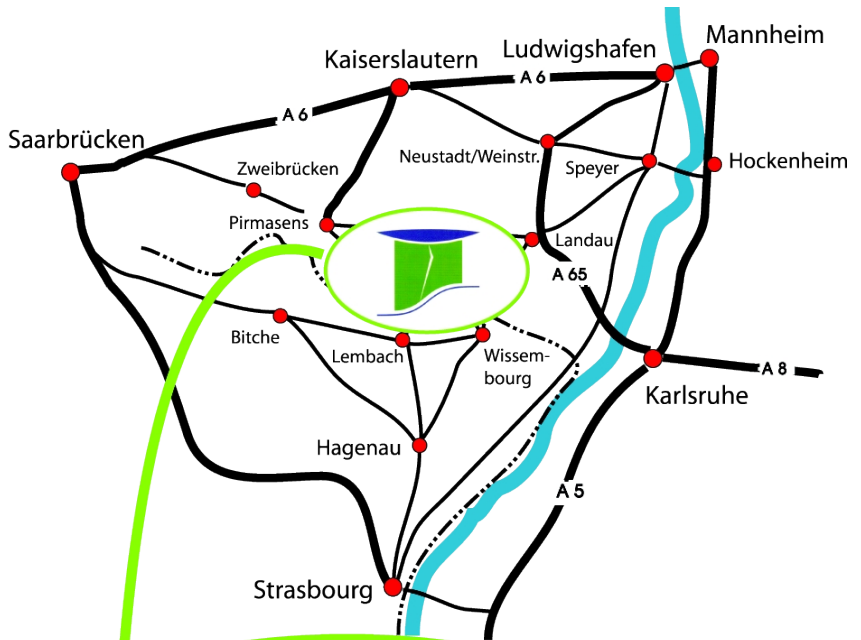 Mannheim
Ludwigshafen
Kaiserslautern
A 6
A 6
Saarbrücken
Neustadt/Weinstr.
Speyer
Hockenheim
Zweibrücken
Pirmasens
Landau
A 65
Bitche
Lembach
Wissem-
bourg
A 8
Karlsruhe
Hagenau
A 5
Strasbourg